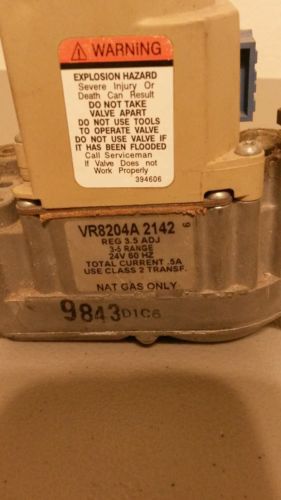 WARNING
EXPLOSION HAZARD
Severe Injury Or
Death Can Result
DO NOT TAKE
VALVE APART
DO NOT USE TOOLS
TO OPERATE VALVE
DO NOT USE VALVE IF
IT HAS BEEN FLOODED
Call Serviceman
If Valve Does not
Work Properly
394606
VR8204A 2142 6
REG 3.5 ADJ
3-5 RANGE
24V 60 HZ
TOTAL CURRENT .5A
USE CLASS 2 TRANSF.
NAT GAS ONLY
9843D1C6